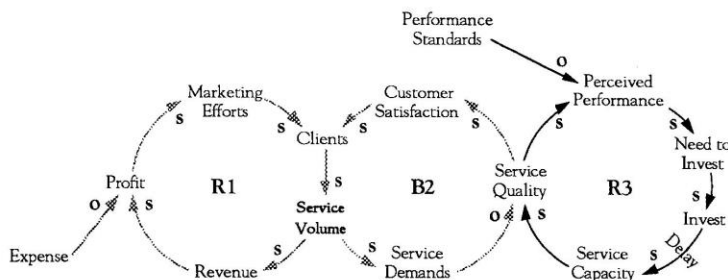 Performance
Standards
o
Marketing
Efforts
Customer
Satisfaction
Perceived
Performance
s
s
s
s
s
s
s
Clients
Need to
Invest
Profit
R1
s
B2
Service
Quality
R3
s
o
s
Service
Volume
o
s
Invest
Expense
s
s
s
Delay
Revenue
Service
Demands
Service
Capacity